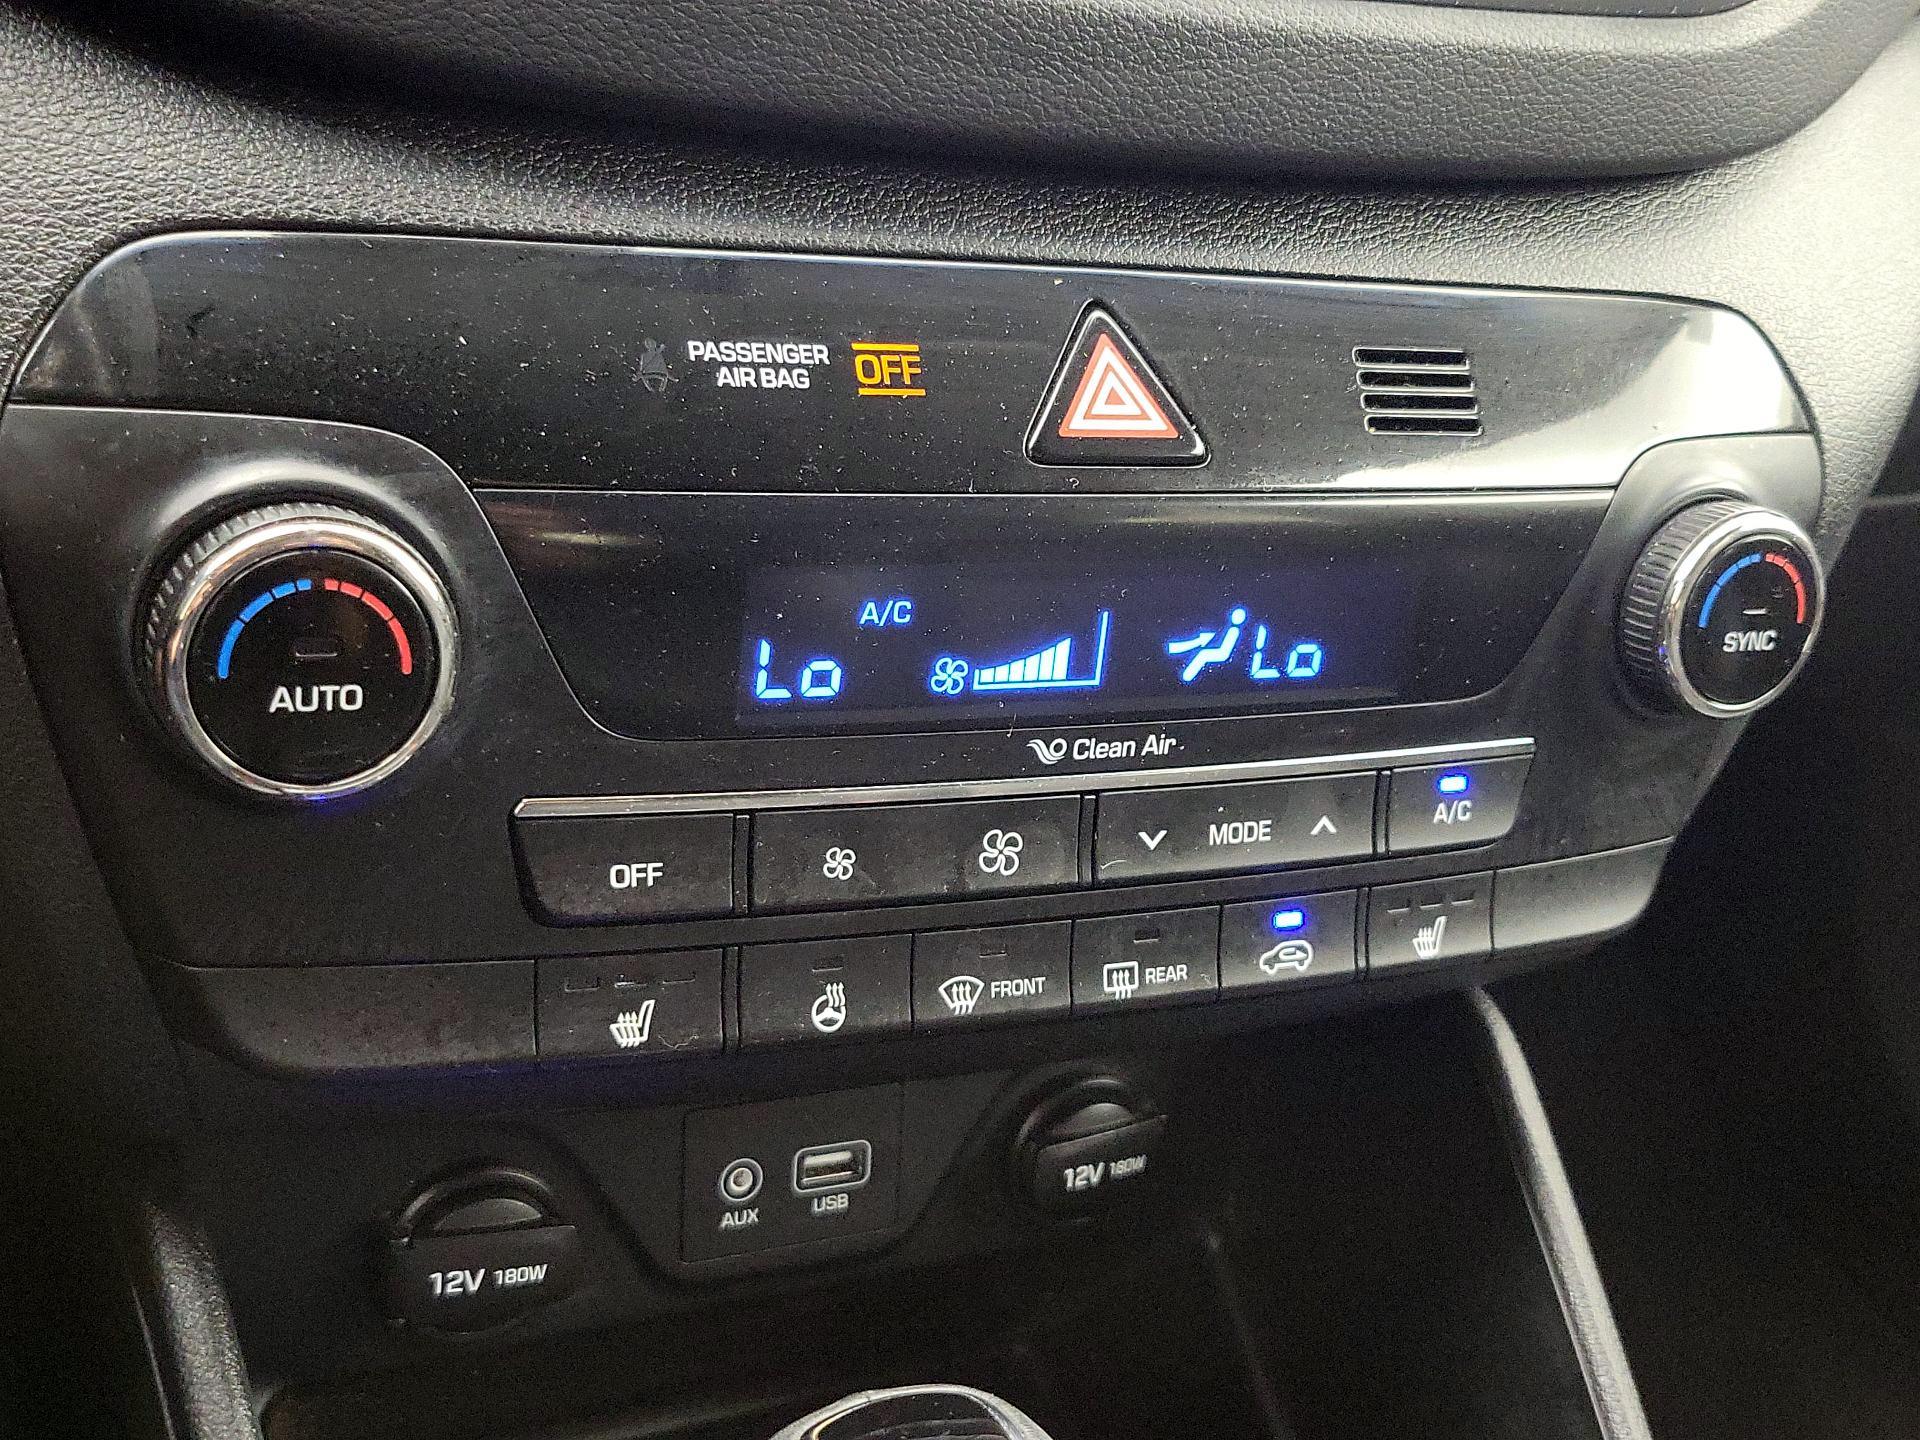 PASSENGER
AIR BAG
OFF
A/C
Lo
Lo
AUTO
SYNC
Clean Air
OFF
MODE
A/C
FRONT
REAR
AUX
USB
12V 180W
12V 180W